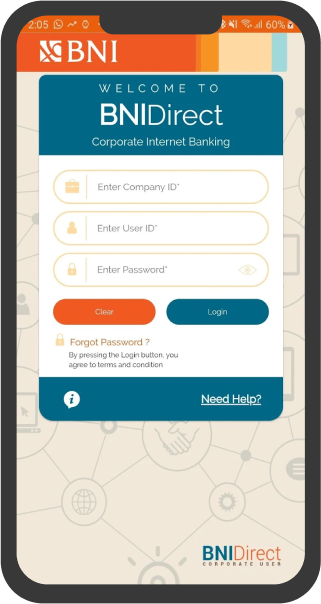 2:05
60%
BNI
WELCOME TO
BNIDirect
Corporate Internet Banking
Enter Company ID*
Enter User ID*
Enter Password*
Clear
Login
Forgot Password ?
By pressing the Login button, you
agree to terms and condition
i
Need Help?
BNIDirect
CORPORATE USER